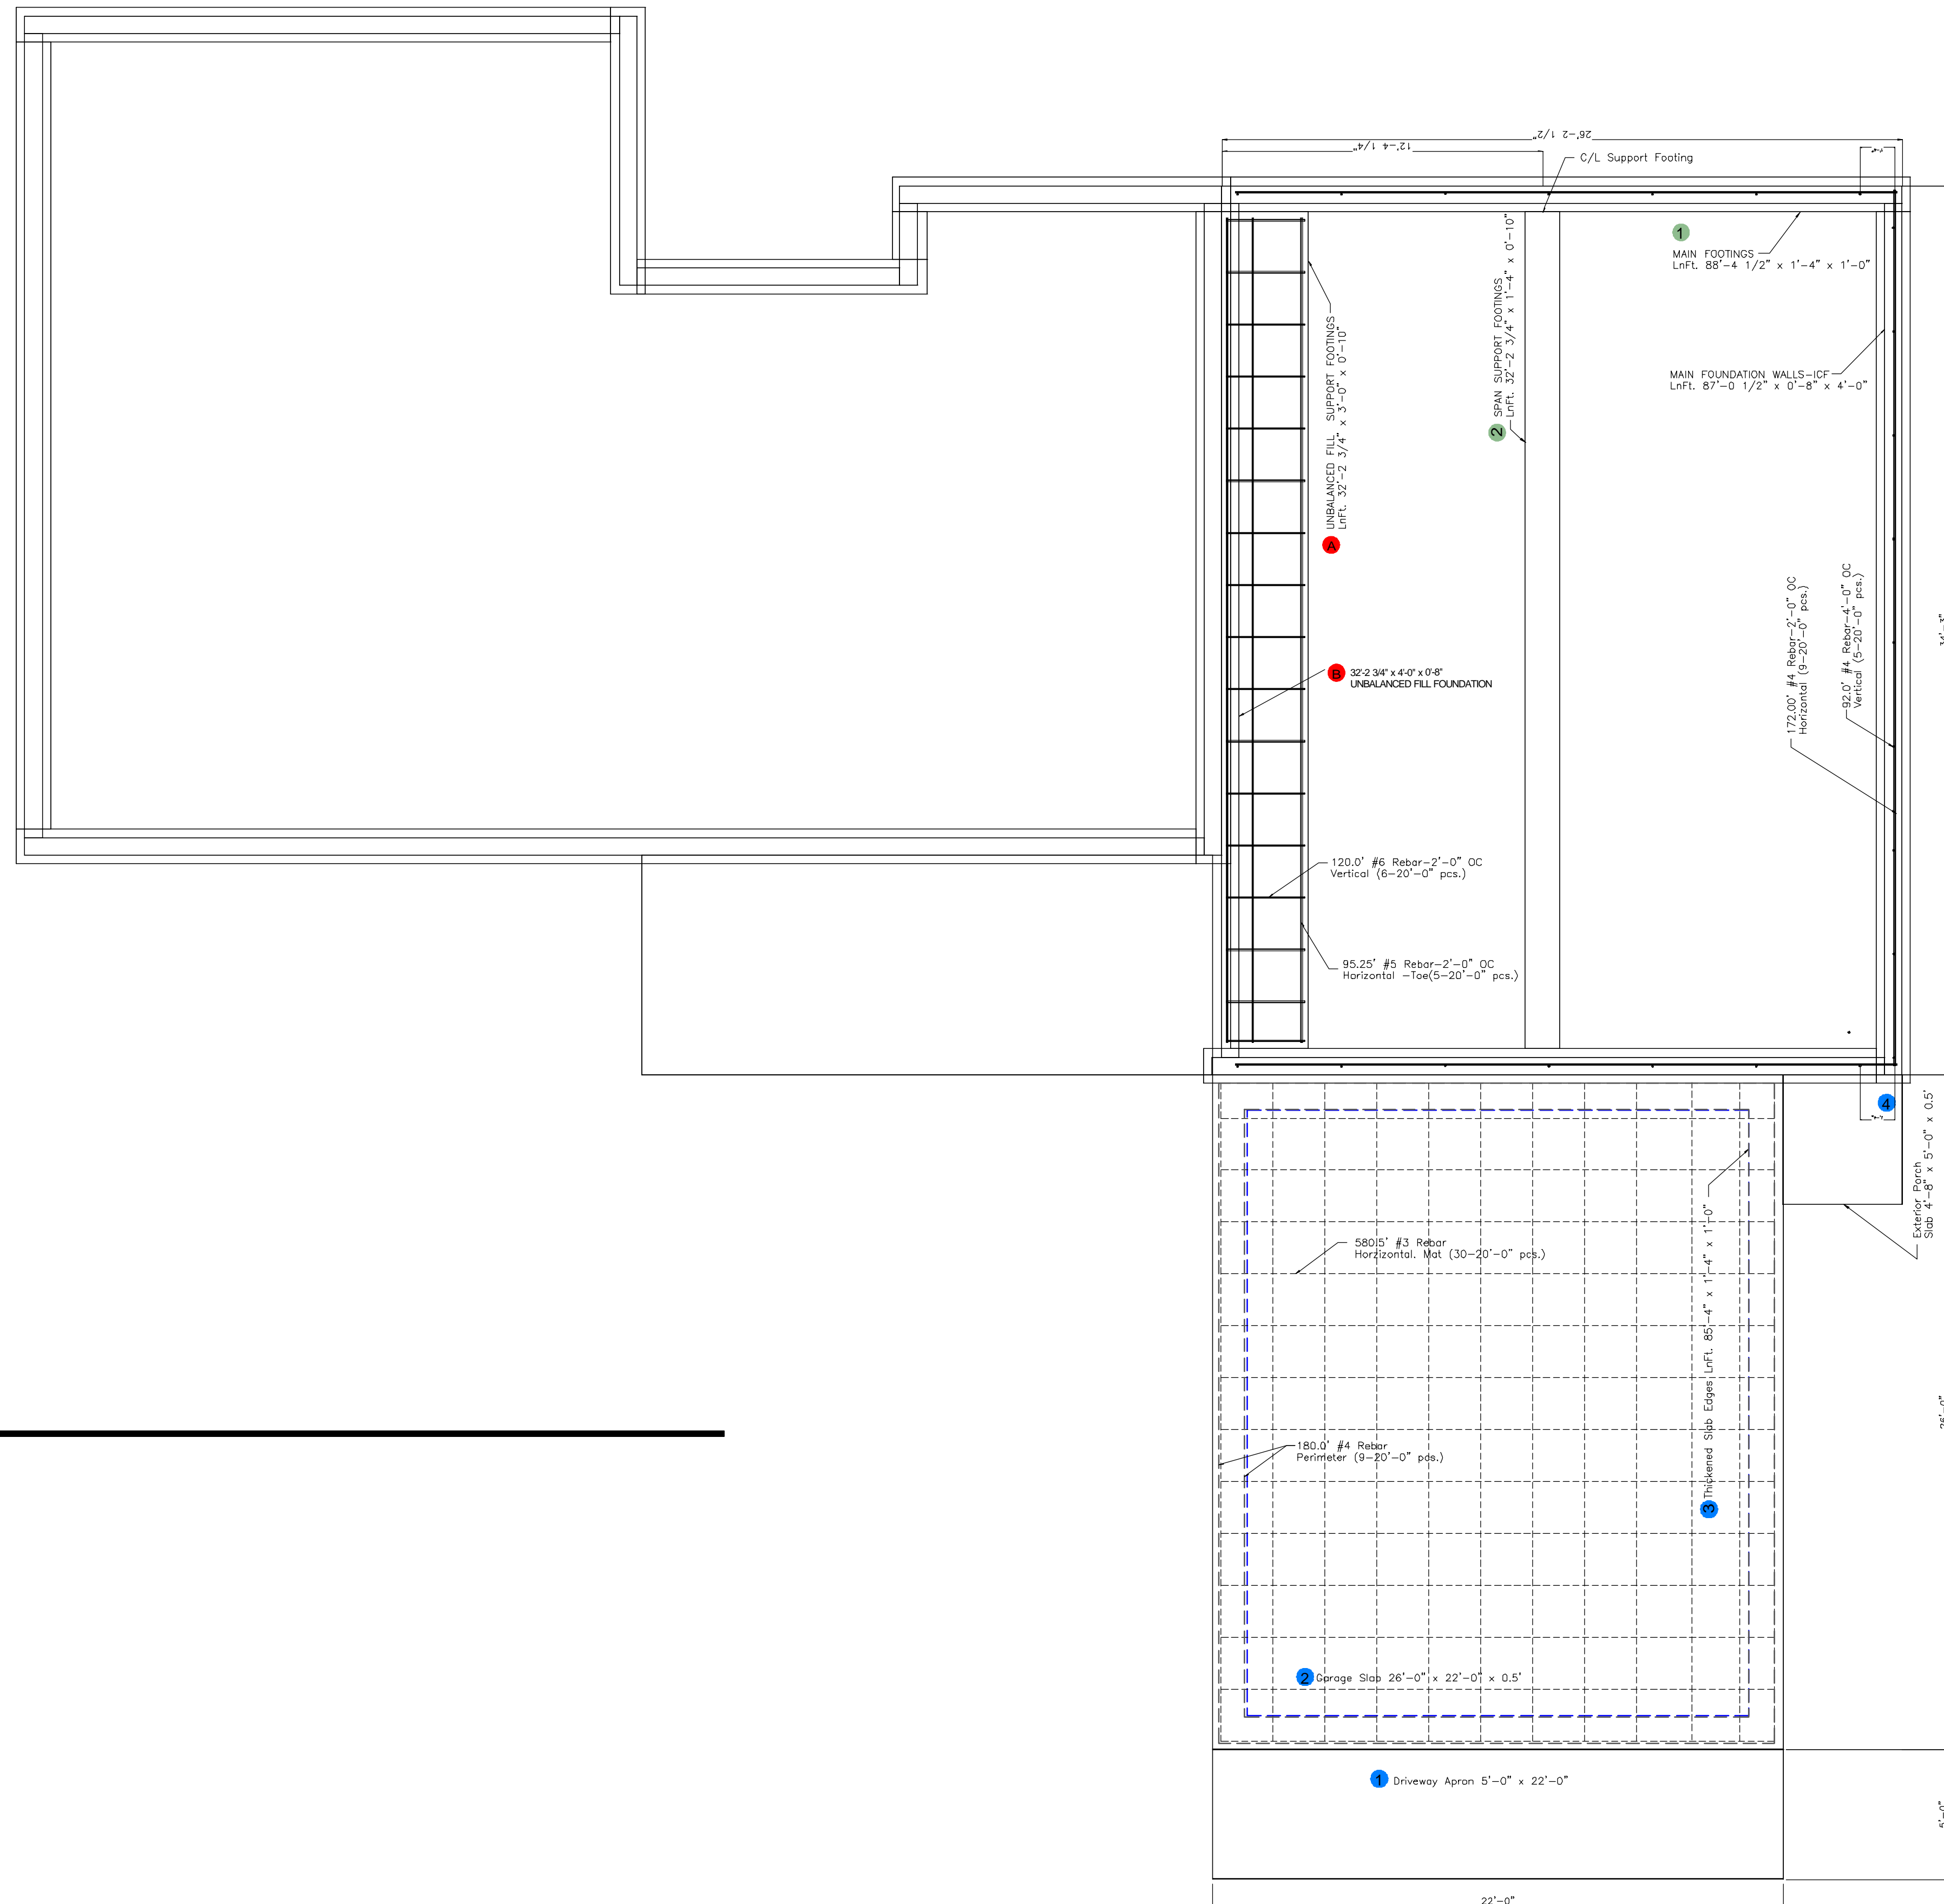 26'-2 1/2"
12'-4 1/4"
C/L Support Footing
1
MAIN FOOTINGS
LnFt. 88'-4 1/2" x 1'-4" x 1'-0"
2 SPAN SUPPORT FOOTINGS
LnFt. 32'-2 3/4" x 1'-4" x 0'-10"
A UNBALANCED FILL SUPPORT FOOTINGS
LnFt. 32'-2 3/4" x 3'-0" x 0'-10"
MAIN FOUNDATION WALLS-ICF
LnFt. 87'-0 1/2" x 0'-8" x 4'-0"
172.00' #4 Rebar-2'-0" OC
Horizontal (9-20'-0" pcs.)
92.0' #4 Rebar-4'-0" OC
Vertical (5-20'-0" pcs.)
34'-3"
B 32'-2 3/4" x 4'-0" x 0'-8"
UNBALANCED FILL FOUNDATION
120.0' #6 Rebar-2'-0" OC
Vertical (6-20'-0" pcs.)
95.25' #5 Rebar-2'-0" OC
Horizontal -Toe(5-20'-0" pcs.)
4
Exterior Porch
Slab 4'-8" x 5'-0" x 0.5'
580.5' #3 Rebar
Horzizontal. Mat (30-20'-0" pcs.)
3 Thickened Slab Edges LnFt. 85'-4" x 1'-4" x 1'-0"
26'-0"
180.0' #4 Rebar
Perimeter (9-20'-0" pcs.)
2 Garage Slab 26'-0" x 22'-0" x 0.5'
1 Driveway Apron 5'-0" x 22'-0"
5'-0"
22'-0"